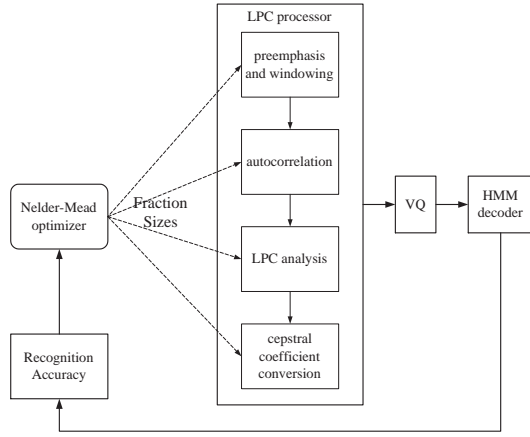 LPC processor
preemphasis
and windowing
autocorrelation
Fraction
Sizes
Nelder-Mead
optimizer
VQ
HMM
decoder
LPC analysis
Recognition
Accuracy
cepstral
coefficient
conversion